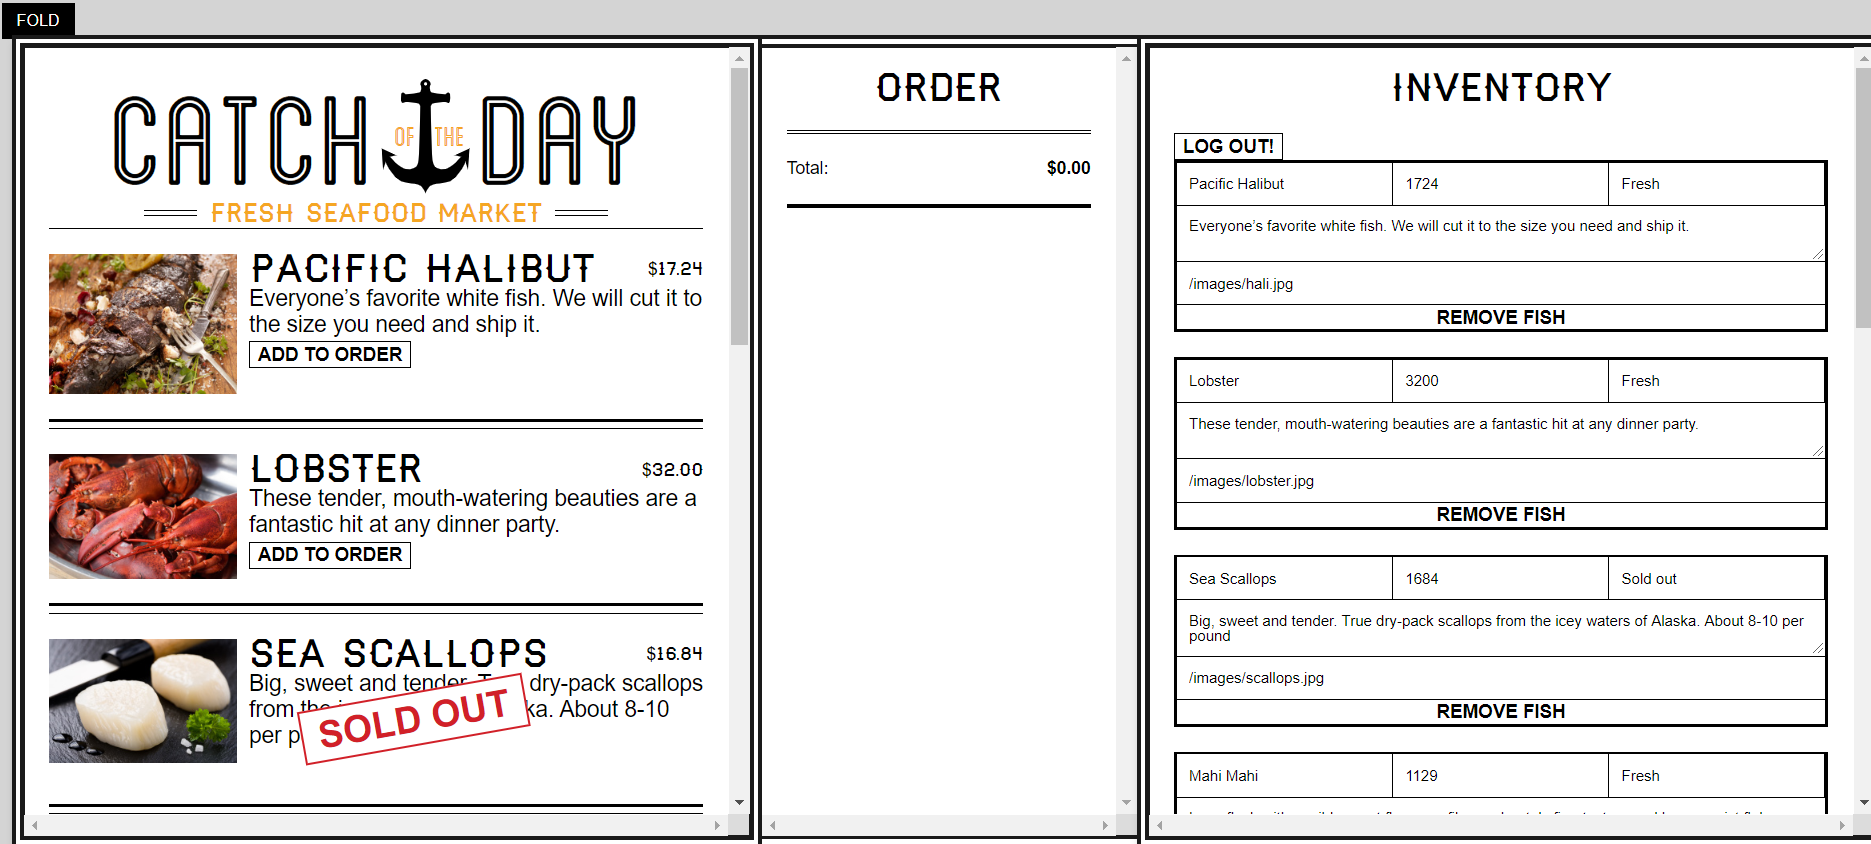 FOLD
CATCH OF THE DAY
FRESH SEAFOOD MARKET
PACIFIC HALIBUT $17.24
Everyone’s favorite white fish. We will cut it to
the size you need and ship it.
ADD TO ORDER
LOBSTER $32.00
These tender, mouth-watering beauties are a
fantastic hit at any dinner party.
ADD TO ORDER
SEA SCALLOPS $16.84
Big, sweet and tender. dry-pack scallops
from About 8-10
per
SOLD OUT
ORDER
Total: $0.00
INVENTORY
LOG OUT!
Pacific Halibut 1724 Fresh
Everyone’s favorite white fish. We will cut it to the size you need and ship it.
/images/hali.jpg
REMOVE FISH
Lobster 3200 Fresh
These tender, mouth-watering beauties are a fantastic hit at any dinner party.
/images/lobster.jpg
REMOVE FISH
Sea Scallops 1684 Sold out
Big, sweet and tender. True dry-pack scallops from the icey waters of Alaska. About 8-10 per
pound
/images/scallops.jpg
REMOVE FISH
Mahi Mahi 1129 Fresh